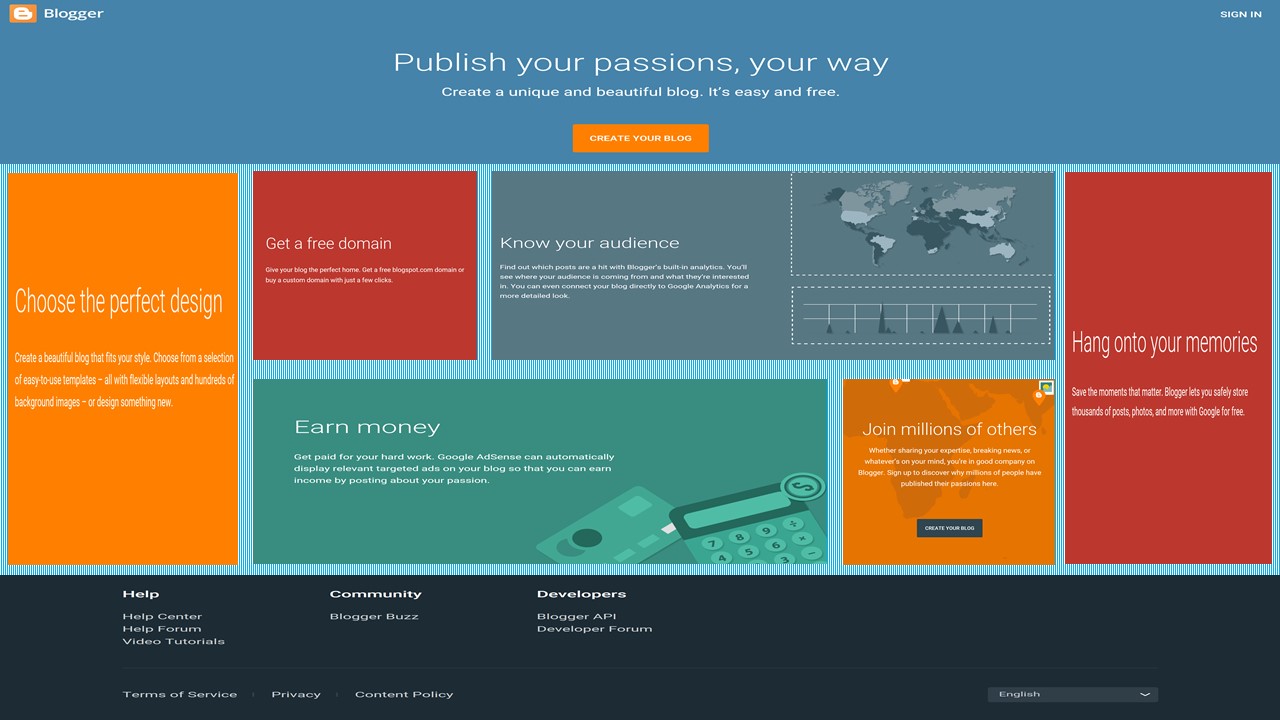 Blogger
SIGN IN
Publish your passions, your way
Create a unique and beautiful blog. It's easy and free.
CREATE YOUR BLOG
Choose the perfect design
Create a beautiful blog that fits your style. Choose from a selection
of easy-to-use templates – all with flexible layouts and hundreds of
background images – or design something new.
Get a free domain
Give your blog the perfect home. Get a free blogspot.com domain or
buy a custom domain with just a few clicks.
Know your audience
Find out which posts are a hit with Blogger's built-in analytics. You'll
see where your audience is coming from and what they're interested
in. You can even connect your blog directly to Google Analytics for a
more detailed look.
Earn money
Get paid for your hard work. Google AdSense can automatically
display relevant targeted ads on your blog so that you can earn
income by posting about your passion.
$
7 8 9 ÷
4 5 6 ×
Join millions of others
Whether sharing your expertise, breaking news, or
whatever's on your mind, you're in good company on
Blogger. Sign up to discover why millions of people have
published their passions here.
CREATE YOUR BLOG
Hang onto your memories
Save the moments that matter. Blogger lets you safely store
thousands of posts, photos, and more with Google for free.
Help
Help Center
Help Forum
Video Tutorials
Community
Blogger Buzz
Developers
Blogger API
Developer Forum
Terms of Service
Privacy
Content Policy
English